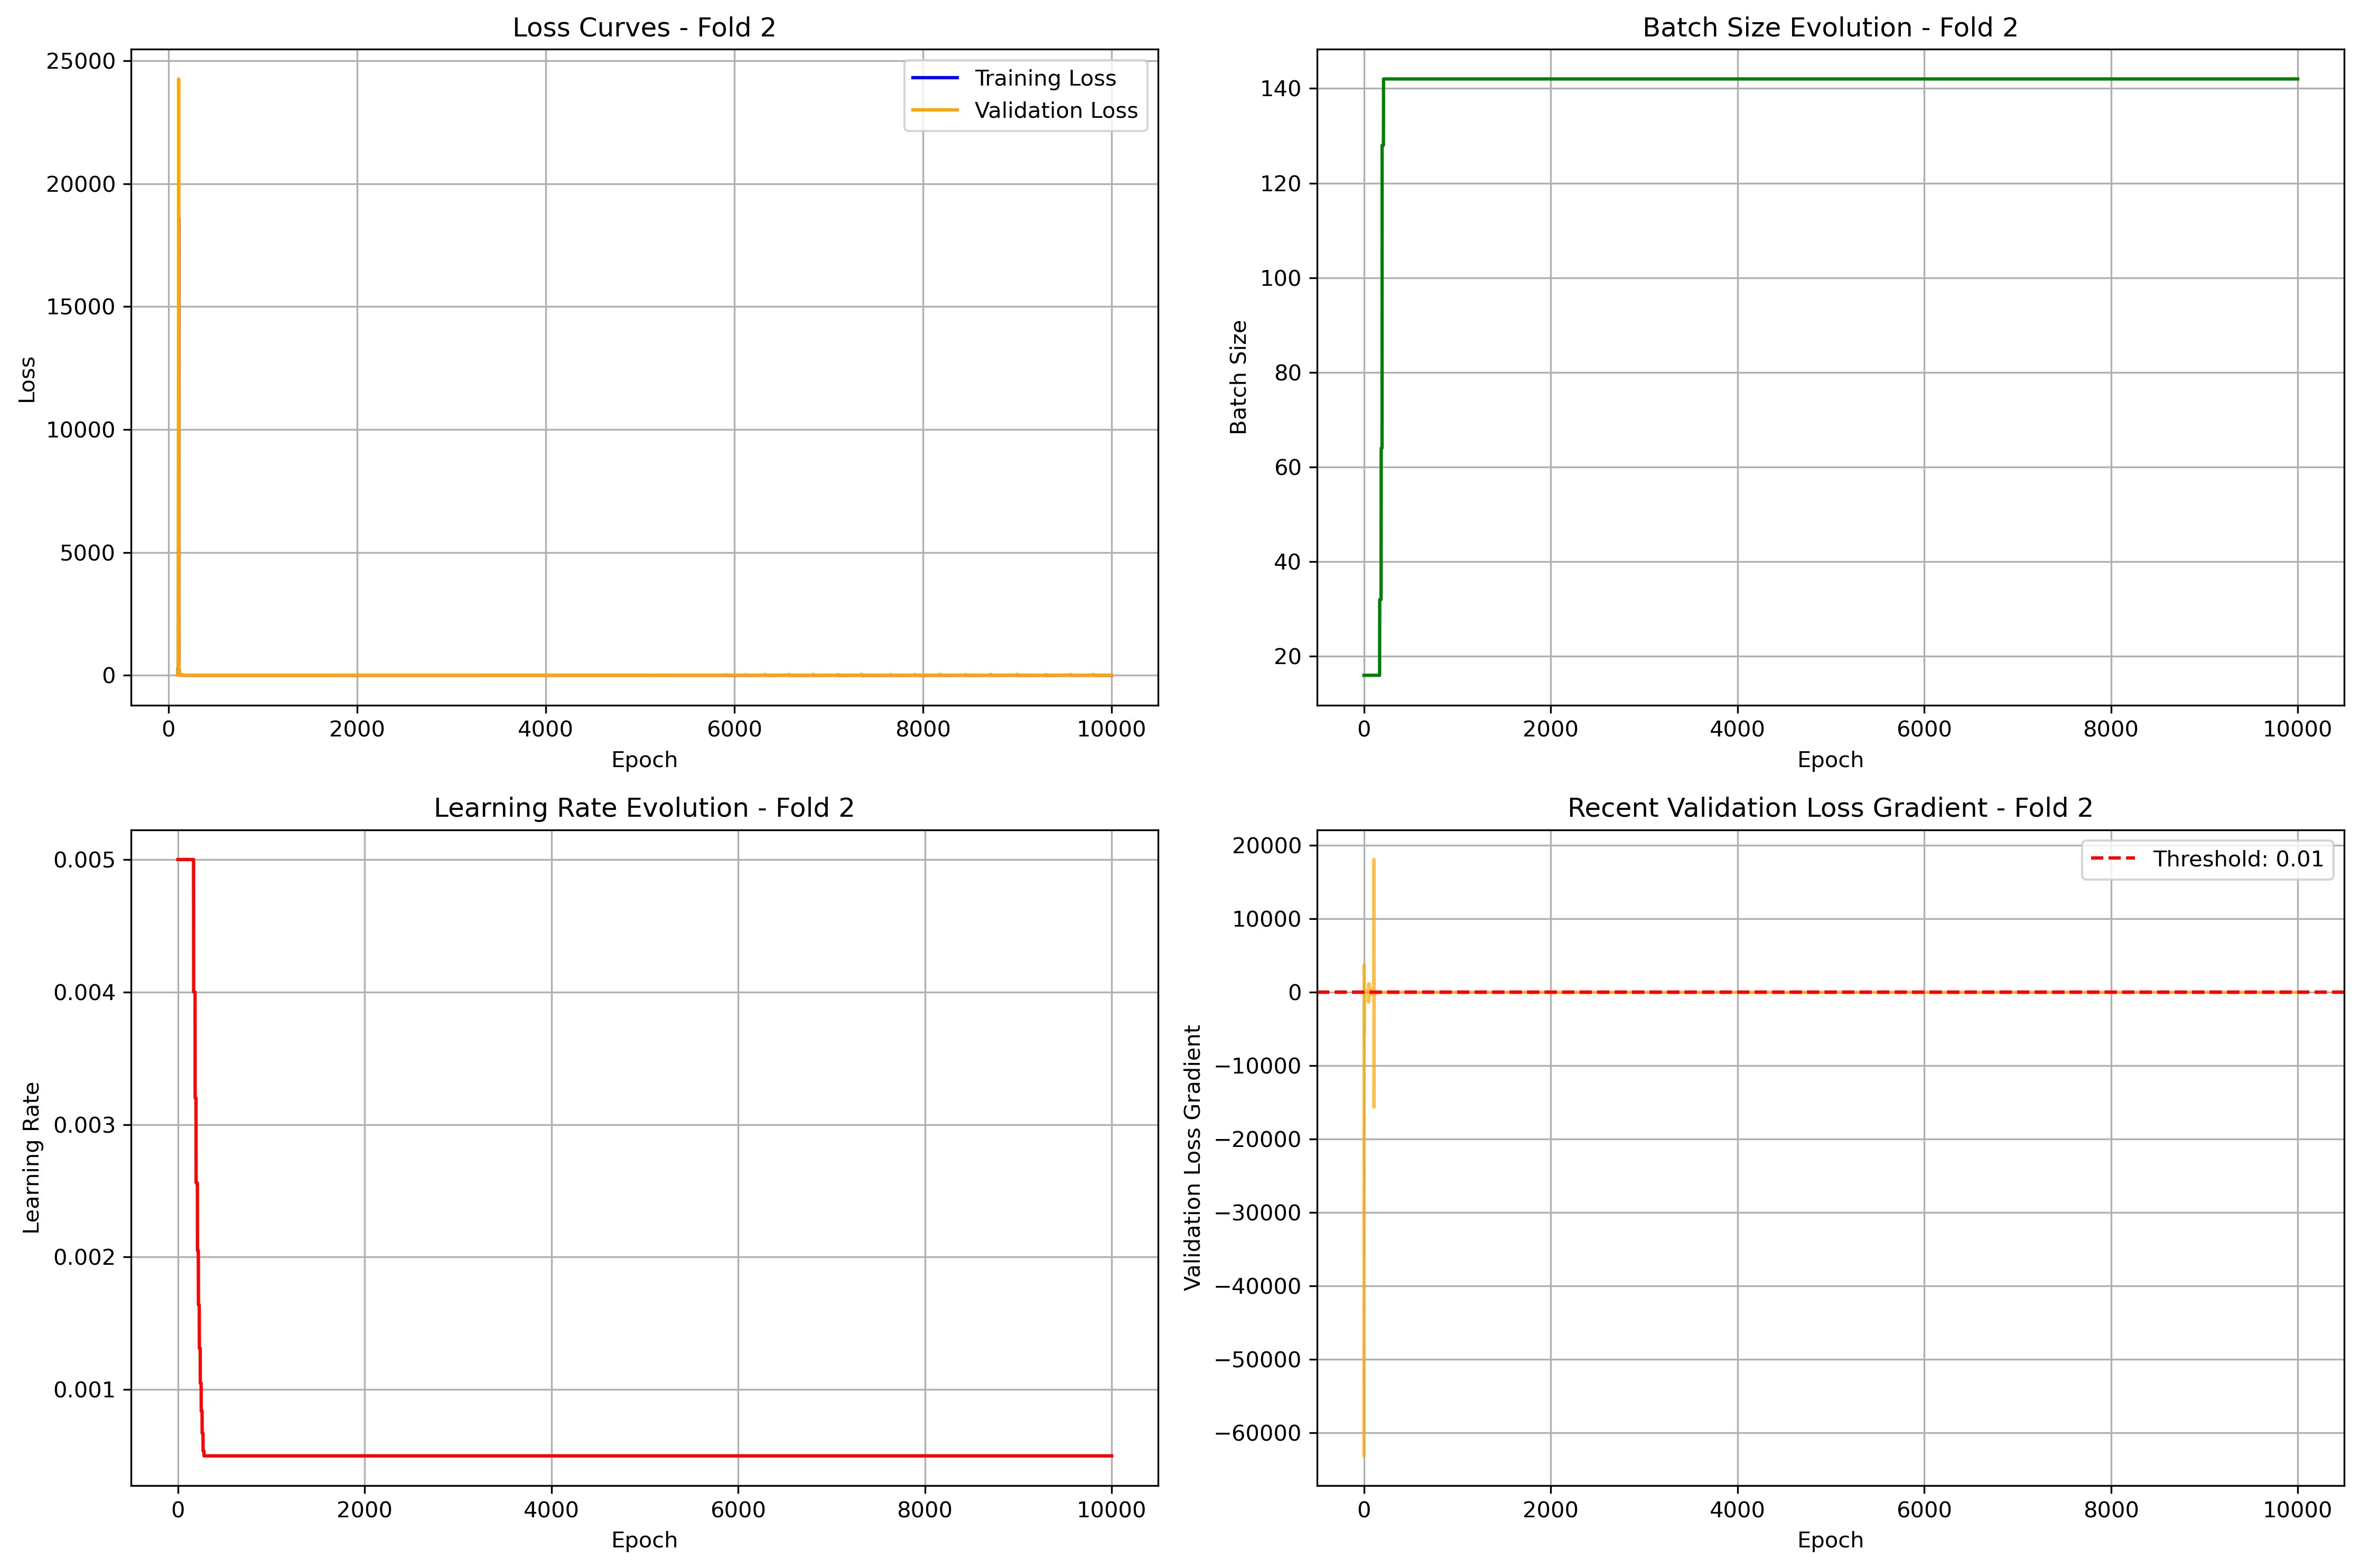 Loss Curves - Fold 2
25000
20000
15000
10000
5000
0
Loss
Training Loss
Validation Loss
0 2000 4000 6000 8000 10000
Epoch
Batch Size Evolution - Fold 2
140
120
100
80
60
40
20
Batch Size
0 2000 4000 6000 8000 10000
Epoch
Learning Rate Evolution - Fold 2
0.005
0.004
0.003
0.002
0.001
Learning Rate
0 2000 4000 6000 8000 10000
Epoch
Recent Validation Loss Gradient - Fold 2
20000
10000
0
−10000
−20000
−30000
−40000
−50000
−60000
Validation Loss Gradient
Threshold: 0.01
0 2000 4000 6000 8000 10000
Epoch